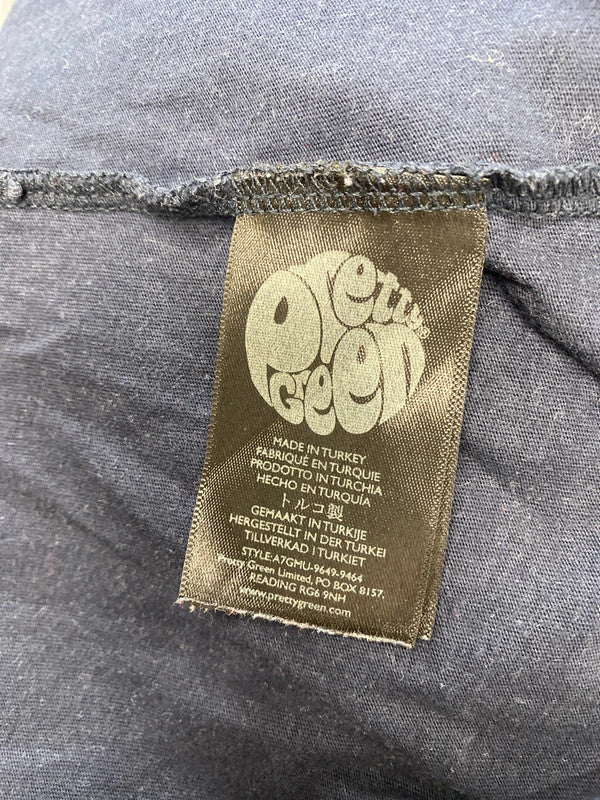 Pretty
Green
MADE IN TURKEY
FABRIQUÉ EN TURQUIE
PRODOTTO IN TURCHIA
HECHO EN TURQUÍA
トルコ製
GEMAAKT IN TURKIJE
HERGESTELLT IN DER TURKEI
TILLVERKAD I TURKIET
STYLE:A7GMU-9649-9464
Pretty Green Limited, PO BOX 8157,
READING RG6 9NH
www.prettygreen.com